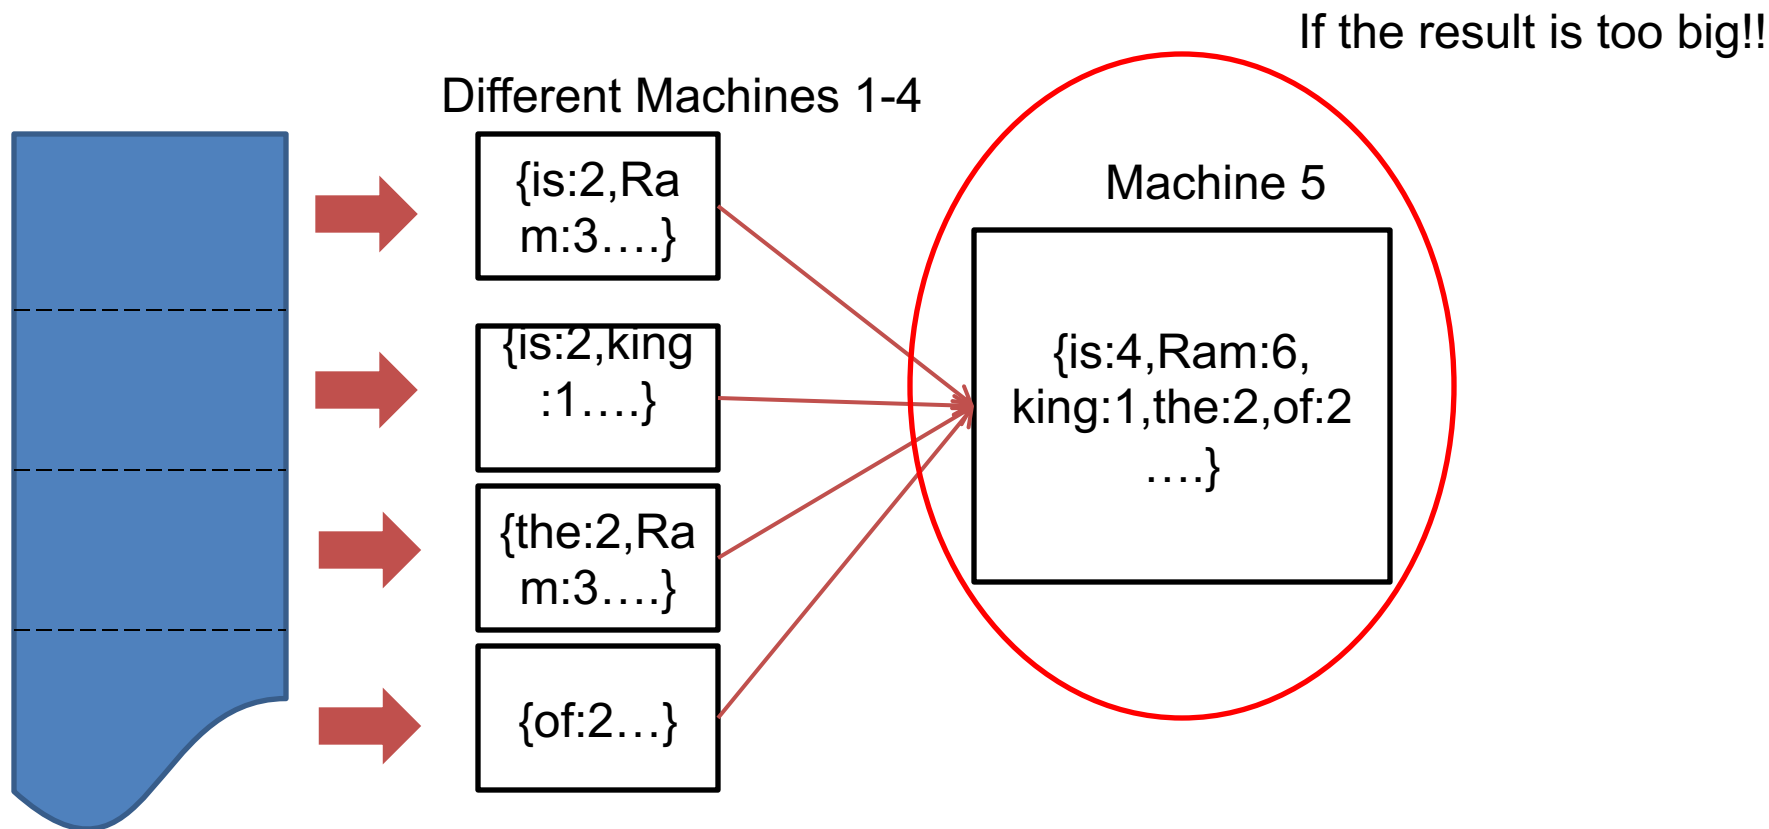 If the result is too big!!
Different Machines 1-4
{is:2,Ra
m:3....}
{is:2,king
:1....}
{the:2,Ra
m:3....}
{of:2...}
Machine 5
{is:4,Ram:6,
king:1,the:2,of:2
....}